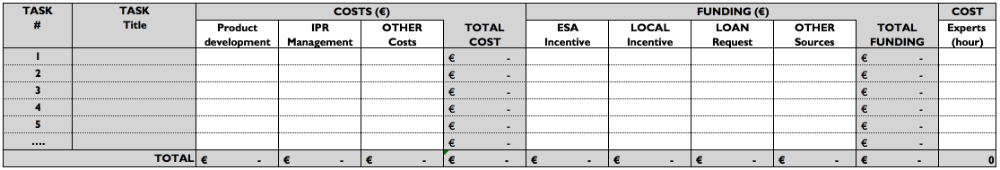 TASK # TASK Title COSTS (€) FUNDING (€) COST
Product development IPR Management OTHER Costs TOTAL COST ESA Incentive LOCAL Incentive LOAN Request OTHER Sources TOTAL FUNDING Experts (hour)
1 € - € -
2 € - € -
3 € - € -
4 € - € -
5 € - € -
.... € - € -
TOTAL € - € - € - € - € - € - € - € - € - 0